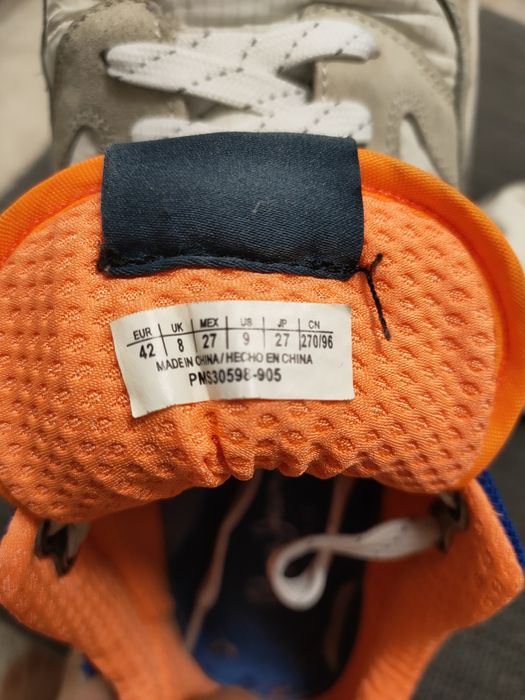 EUR UK MEX US JP CN
42 8 27 9 27 270/96
MADE IN CHINA/HECHO EN CHINA
PMS30598-905